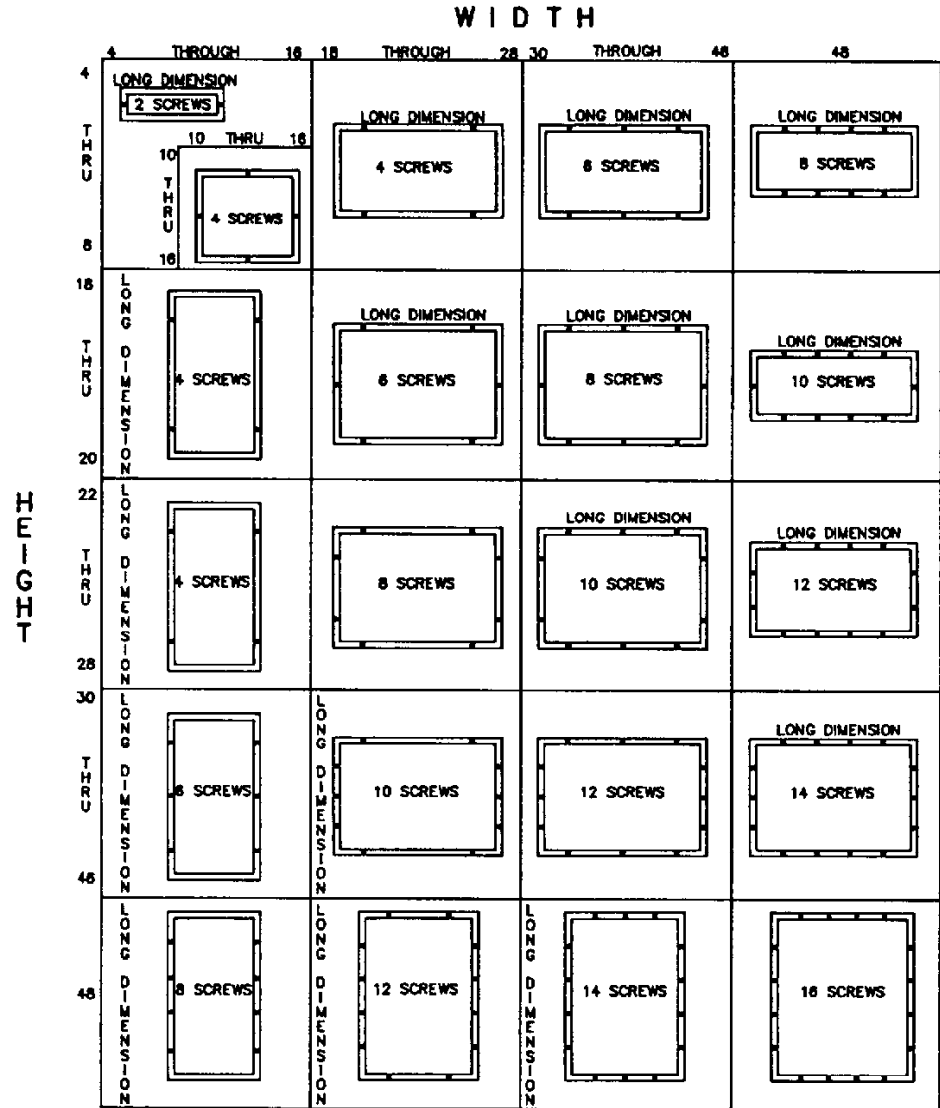 WIDTH
4 THROUGH 16 18 28 30 THROUGH 46 48
HEIGHT
4 THRU 8
LONG DIMENSION
2 SCREWS
10 THRU 16
10 THRU 16
4 SCREWS
LONG DIMENSION
4 SCREWS
LONG DIMENSION
6 SCREWS
LONG DIMENSION
8 SCREWS
18 THRU 20
LONG DIMENSION
4 SCREWS
LONG DIMENSION
6 SCREWS
LONG DIMENSION
8 SCREWS
LONG DIMENSION
10 SCREWS
22 THRU 28
LONG DIMENSION
4 SCREWS
8 SCREWS
LONG DIMENSION
10 SCREWS
LONG DIMENSION
12 SCREWS
30 THRU 46
LONG DIMENSION
6 SCREWS
LONG DIMENSION
10 SCREWS
12 SCREWS
LONG DIMENSION
14 SCREWS
48
LONG DIMENSION
8 SCREWS
LONG DIMENSION
12 SCREWS
LONG DIMENSION
14 SCREWS
16 SCREWS